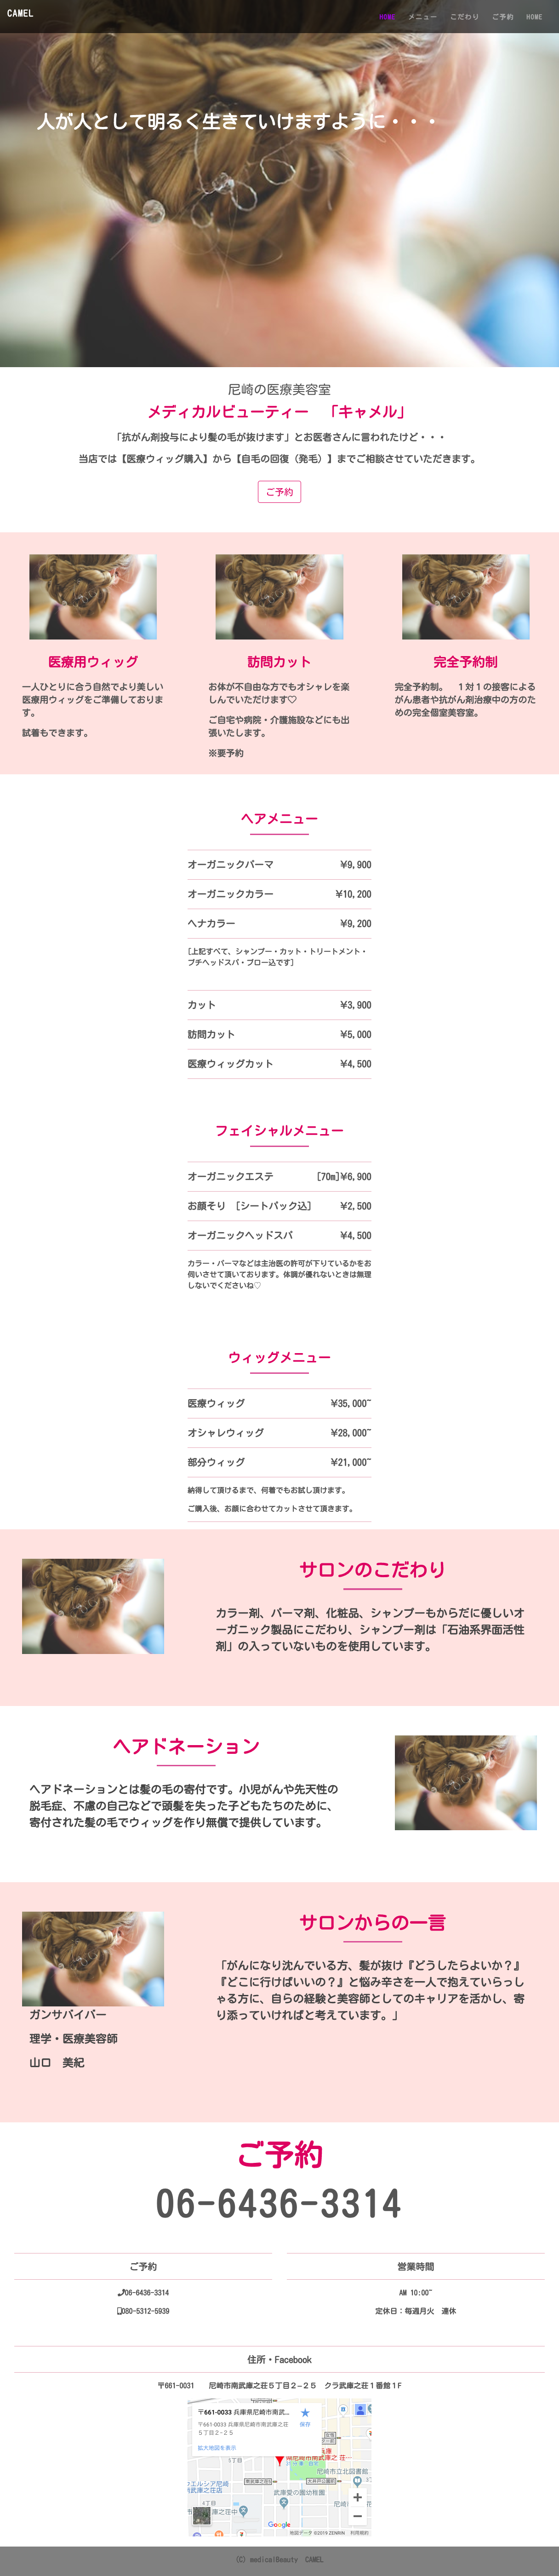 CAMEL
HOME メニュー こだわり ご予約 HOME
人が人として明るく生きていけますように・・・
尼崎の医療美容室
メディカルビューティー 「キャメル」
「抗がん剤投与により髪の毛が抜けます」とお医者さんに言われたけど・・・
当店では【医療ウィッグ購入】から【自毛の回復（発毛）】までご相談させていただきます。
ご予約
医療用ウィッグ
一人ひとりに合う自然でより美しい
医療用ウィッグをご準備しておりま
す。
試着もできます。
訪問カット
お体が不自由な方でもオシャレを楽
しんでいただけます♡
ご自宅や病院・介護施設などにも出
張いたします。
※要予約
完全予約制
完全予約制。　１対１の接客による
がん患者や抗がん剤治療中の方のた
めの完全個室美容室。
ヘアメニュー
オーガニックパーマ ¥9,900
オーガニックカラー ¥10,200
ヘナカラー ¥9,200
[上記すべて、シャンプー・カット・トリートメント・
プチヘッドスパ・ブロー込です]
カット ¥3,900
訪問カット ¥5,000
医療ウィッグカット ¥4,500
フェイシャルメニュー
オーガニックエステ [70m]¥6,900
お顔そり [シートパック込] ¥2,500
オーガニックヘッドスパ ¥4,500
カラー・パーマなどは主治医の許可が下りているかをお
伺いさせて頂いております。体調が優れないときは無理
しないでくださいね♡
ウィッグメニュー
医療ウィッグ ¥35,000~
オシャレウィッグ ¥28,000~
部分ウィッグ ¥21,000~
納得して頂けるまで、何着でもお試し頂けます。
ご購入後、お顔に合わせてカットさせて頂きます。
サロンのこだわり
カラー剤、パーマ剤、化粧品、シャンプーもからだに優しいオ
ーガニック製品にこだわり、シャンプー剤は「石油系界面活性
剤」の入っていないものを使用しています。
ヘアドネーション
ヘアドネーションとは髪の毛の寄付です。小児がんや先天性の
脱毛症、不慮の自己などで頭髪を失った子どもたちのために、
寄付された髪の毛でウィッグを作り無償で提供しています。
ガンサバイバー
理学・医療美容師
山口 美紀
サロンからの一言
「がんになり沈んでいる方、髪が抜け『どうしたらよいか？』
『どこに行けばいいの？』と悩み辛さを一人で抱えていらっし
ゃる方に、自らの経験と美容師としてのキャリアを活かし、寄
り添っていければと考えています。」
ご予約
06-6436-3314
ご予約
06-6436-3314
080-5312-5939
営業時間
AM 10:00~
定休日：毎週月火 連休
住所・Facebook
〒661-0031 尼崎市南武庫之荘５丁目２−２５ クラ武庫之荘１番館１F
〒661-0033 兵庫県尼崎市南武...
〒661-0033 兵庫県尼崎市南武庫之荘
５丁目２−２５
保存
拡大地図を表示
尼崎市立北図書館
武庫愛の園幼稚園
Google
地図データ ©2019 ZENRIN 利用規約
(C) medicalBeauty CAMEL